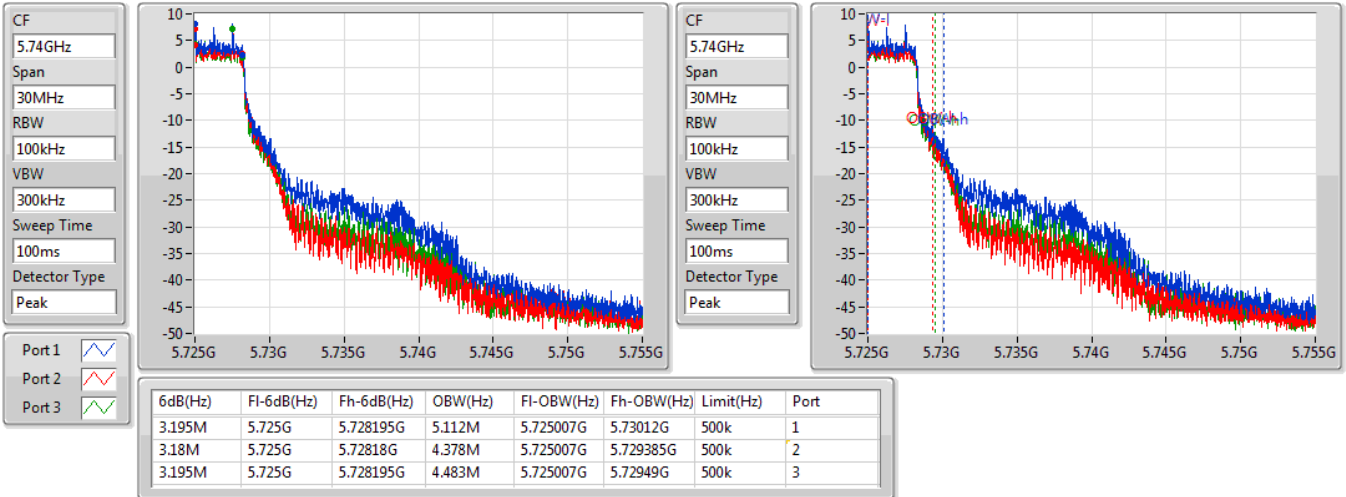 CF
5.74GHz
Span
30MHz
RBW
100kHz
VBW
300kHz
Sweep Time
100ms
Detector Type
Peak
10
5
0
-5
-10
-15
-20
-25
-30
-35
-40
-45
-50
5.725G 5.73G 5.735G 5.74G 5.745G 5.75G 5.755G
CF
5.74GHz
Span
30MHz
RBW
100kHz
VBW
300kHz
Sweep Time
100ms
Detector Type
Peak
10
5
0
-5
-10
-15
-20
-25
-30
-35
-40
-45
-50
5.725G 5.73G 5.735G 5.74G 5.745G 5.75G 5.755G
Port 1
Port 2
Port 3
6dB(Hz) Fl-6dB(Hz) Fh-6dB(Hz) OBW(Hz) Fl-OBW(Hz) Fh-OBW(Hz) Limit(Hz) Port
3.195M 5.725G 5.728195G 5.112M 5.725007G 5.73012G 500k 1
3.18M 5.725G 5.72818G 4.378M 5.725007G 5.729385G 500k 2
3.195M 5.725G 5.728195G 4.483M 5.725007G 5.72949G 500k 3